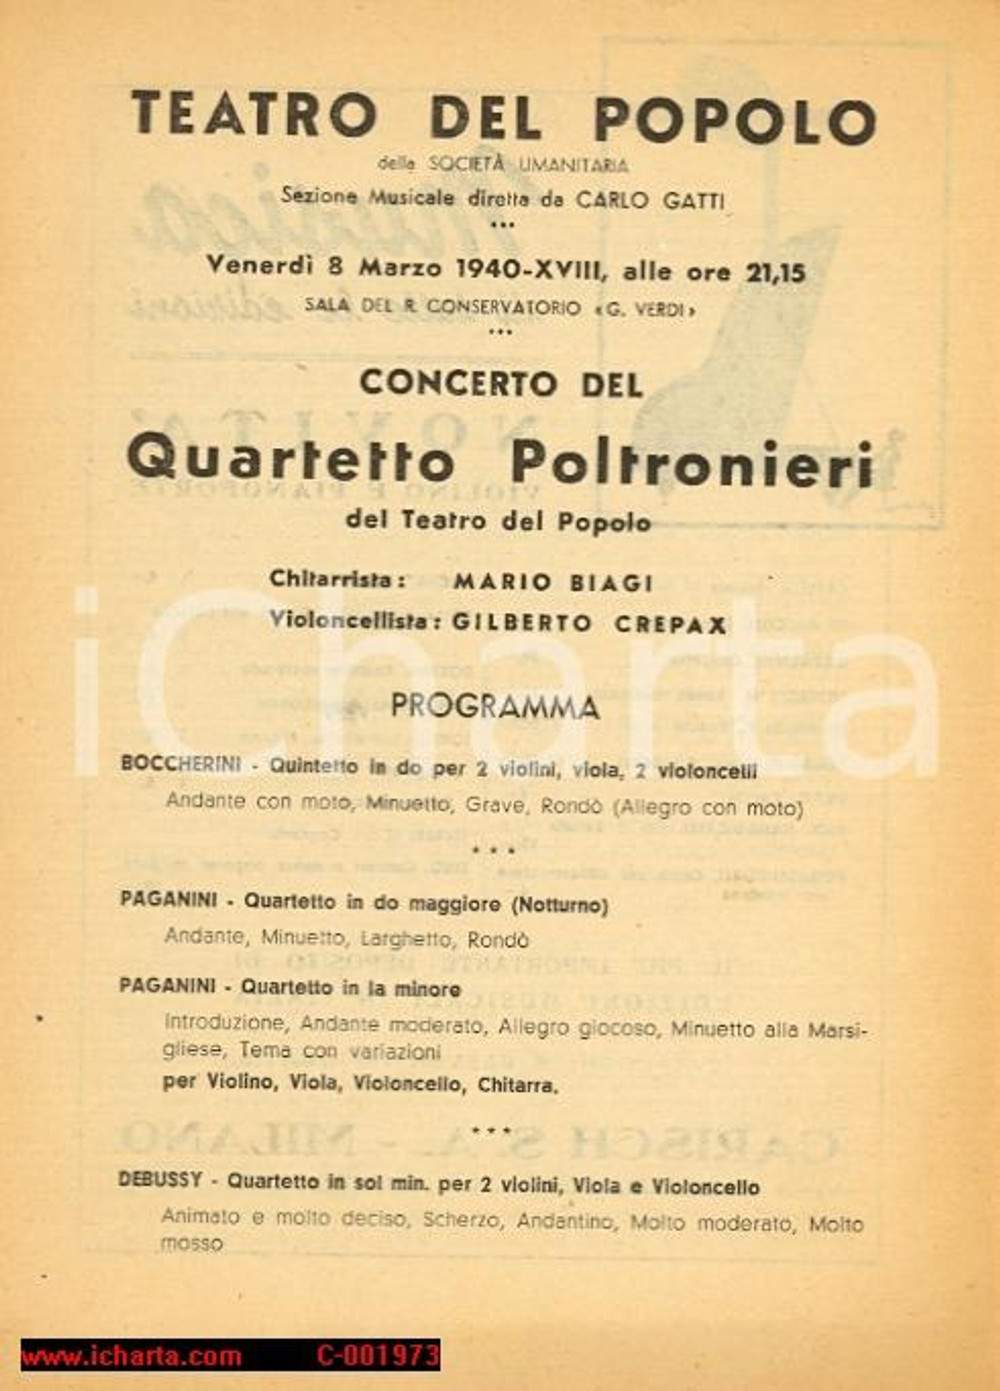 TEATRO DEL POPOLO
della SOCIETÀ UMANITARIA
Sezione Musicale diretta da CARLO GATTI
***
Venerdì 8 Marzo 1940-XVIII, alle ore 21,15
SALA DEL R. CONSERVATORIO «G. VERDI»
***
CONCERTO DEL
Quartetto Poltronieri
del Teatro del Popolo
Chitarrista: MARIO BIAGI
Violoncellista: GILBERTO CREPAX
iCharta
PROGRAMMA
BOCCHERINI - Quintetto in do per 2 violini, viola, 2 violoncelli
Andante con moto, Minuetto, Grave, Rondò (Allegro con moto)
* * *
PAGANINI - Quartetto in do maggiore (Notturno)
Andante, Minuetto, Larghetto, Rondò
PAGANINI - Quartetto in la minore
Introduzione, Andante moderato, Allegro giocoso, Minuetto alla Marsi-
gliese, Tema con variazioni
per Violino, Viola, Violoncello, Chitarra.
* * *
DEBUSSY - Quartetto in sol min. per 2 violini, Viola e Violoncello
Animato e molto deciso, Scherzo, Andantino, Molto moderato, Molto
mosso
CARISCH S. A. - MILANO
www.icharta.com C-001973